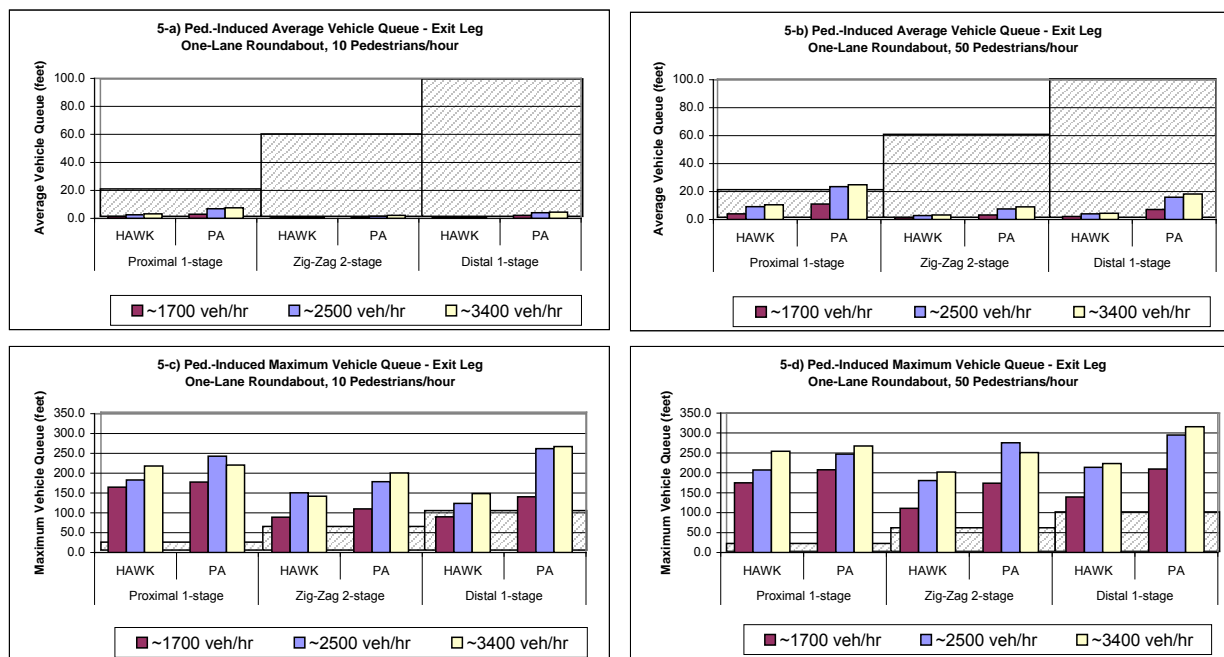 5-a) Ped.-Induced Average Vehicle Queue - Exit Leg
One-Lane Roundabout, 10 Pedestrians/hour
Average Vehicle Queue (feet)
100.0
80.0
60.0
40.0
20.0
0.0
HAWK PA HAWK PA HAWK PA
Proximal 1-stage Zig-Zag 2-stage Distal 1-stage
~1700 veh/hr ~2500 veh/hr ~3400 veh/hr
5-b) Ped.-Induced Average Vehicle Queue - Exit Leg
One-Lane Roundabout, 50 Pedestrians/hour
Average Vehicle Queue (feet)
100.0
80.0
60.0
40.0
20.0
0.0
HAWK PA HAWK PA HAWK PA
Proximal 1-stage Zig-Zag 2-stage Distal 1-stage
~1700 veh/hr ~2500 veh/hr ~3400 veh/hr
5-c) Ped.-Induced Maximum Vehicle Queue - Exit Leg
One-Lane Roundabout, 10 Pedestrians/hour
Maximum Vehicle Queue (feet)
350.0
300.0
250.0
200.0
150.0
100.0
50.0
0.0
HAWK PA HAWK PA HAWK PA
Proximal 1-stage Zig-Zag 2-stage Distal 1-stage
~1700 veh/hr ~2500 veh/hr ~3400 veh/hr
5-d) Ped.-Induced Maximum Vehicle Queue - Exit Leg
One-Lane Roundabout, 50 Pedestrians/hour
Maximum Vehicle Queue (feet)
350.0
300.0
250.0
200.0
150.0
100.0
50.0
0.0
HAWK PA HAWK PA HAWK PA
Proximal 1-stage Zig-Zag 2-stage Distal 1-stage
~1700 veh/hr ~2500 veh/hr ~3400 veh/hr